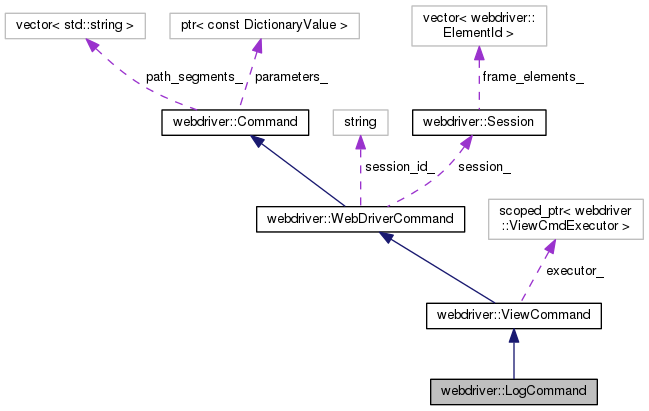 vector< std::string >
ptr< const DictionaryValue >
vector< webdriver::
ElementId >
path_segments_
parameters_
frame_elements_
webdriver::Command
string
webdriver::Session
session_id_
session_
webdriver::WebDriverCommand
scoped_ptr< webdriver
::ViewCmdExecutor >
executor_
webdriver::ViewCommand
webdriver::LogCommand